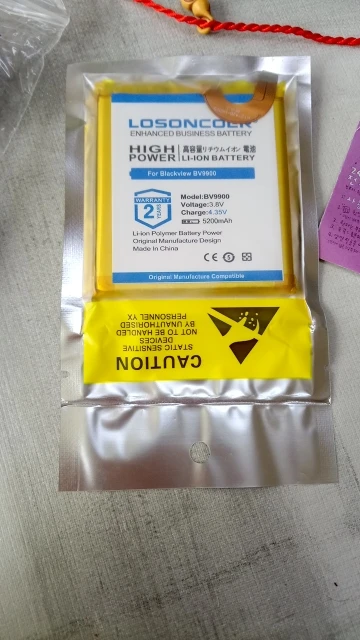 LOSONCOER
ENHANCED BUSINESS BATTERY
HIGH POWER
高容量リチウムイオン 電池
LI-ION BATTERY
For Blackview BV9900
WARRANTY
2
YEARS
Model:BV9900
Voltage:3.8V
Charge:4.35V
5200mAh
Li-ion Polymer Battery Power
Original Manufacture Design
Made In China
CE
Original Manufacture Compatible
CAUTION
STATIC SENSITIVE
DEVICES
NOT TO BE HANDLED
BY UNAUTHORISED
PERSONNEL YX